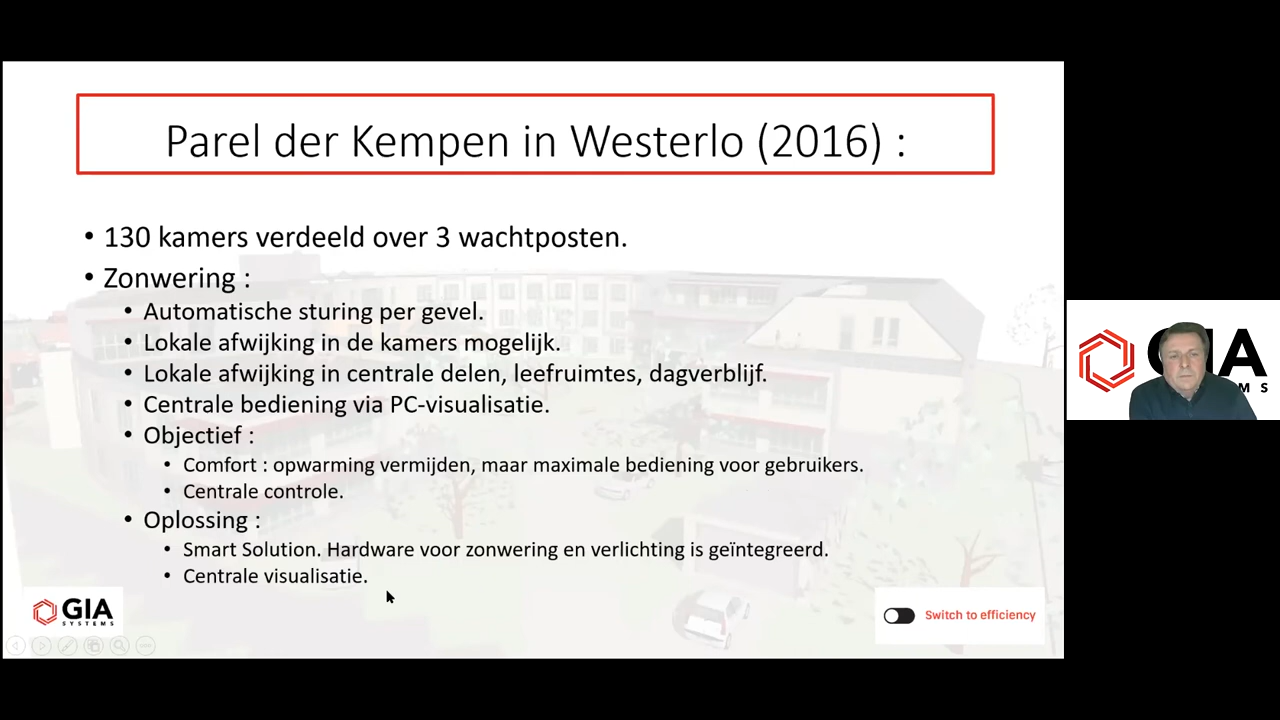 Parel der Kempen in Westerlo (2016) :
• 130 kamers verdeeld over 3 wachtposten.
• Zonwering :
• Automatische sturing per gevel.
• Lokale afwijking in de kamers mogelijk.
• Lokale afwijking in centrale delen, leefruimtes, dagverblijf.
• Centrale bediening via PC-visualisatie.
• Objectief :
• Comfort : opwarming vermijden, maar maximale bediening voor gebruikers.
• Centrale controle.
• Oplossing :
• Smart Solution. Hardware voor zonwering en verlichting is geïntegreerd.
• Centrale visualisatie.
GIA
SYSTEMS
Switch to efficiency
GIA
MS